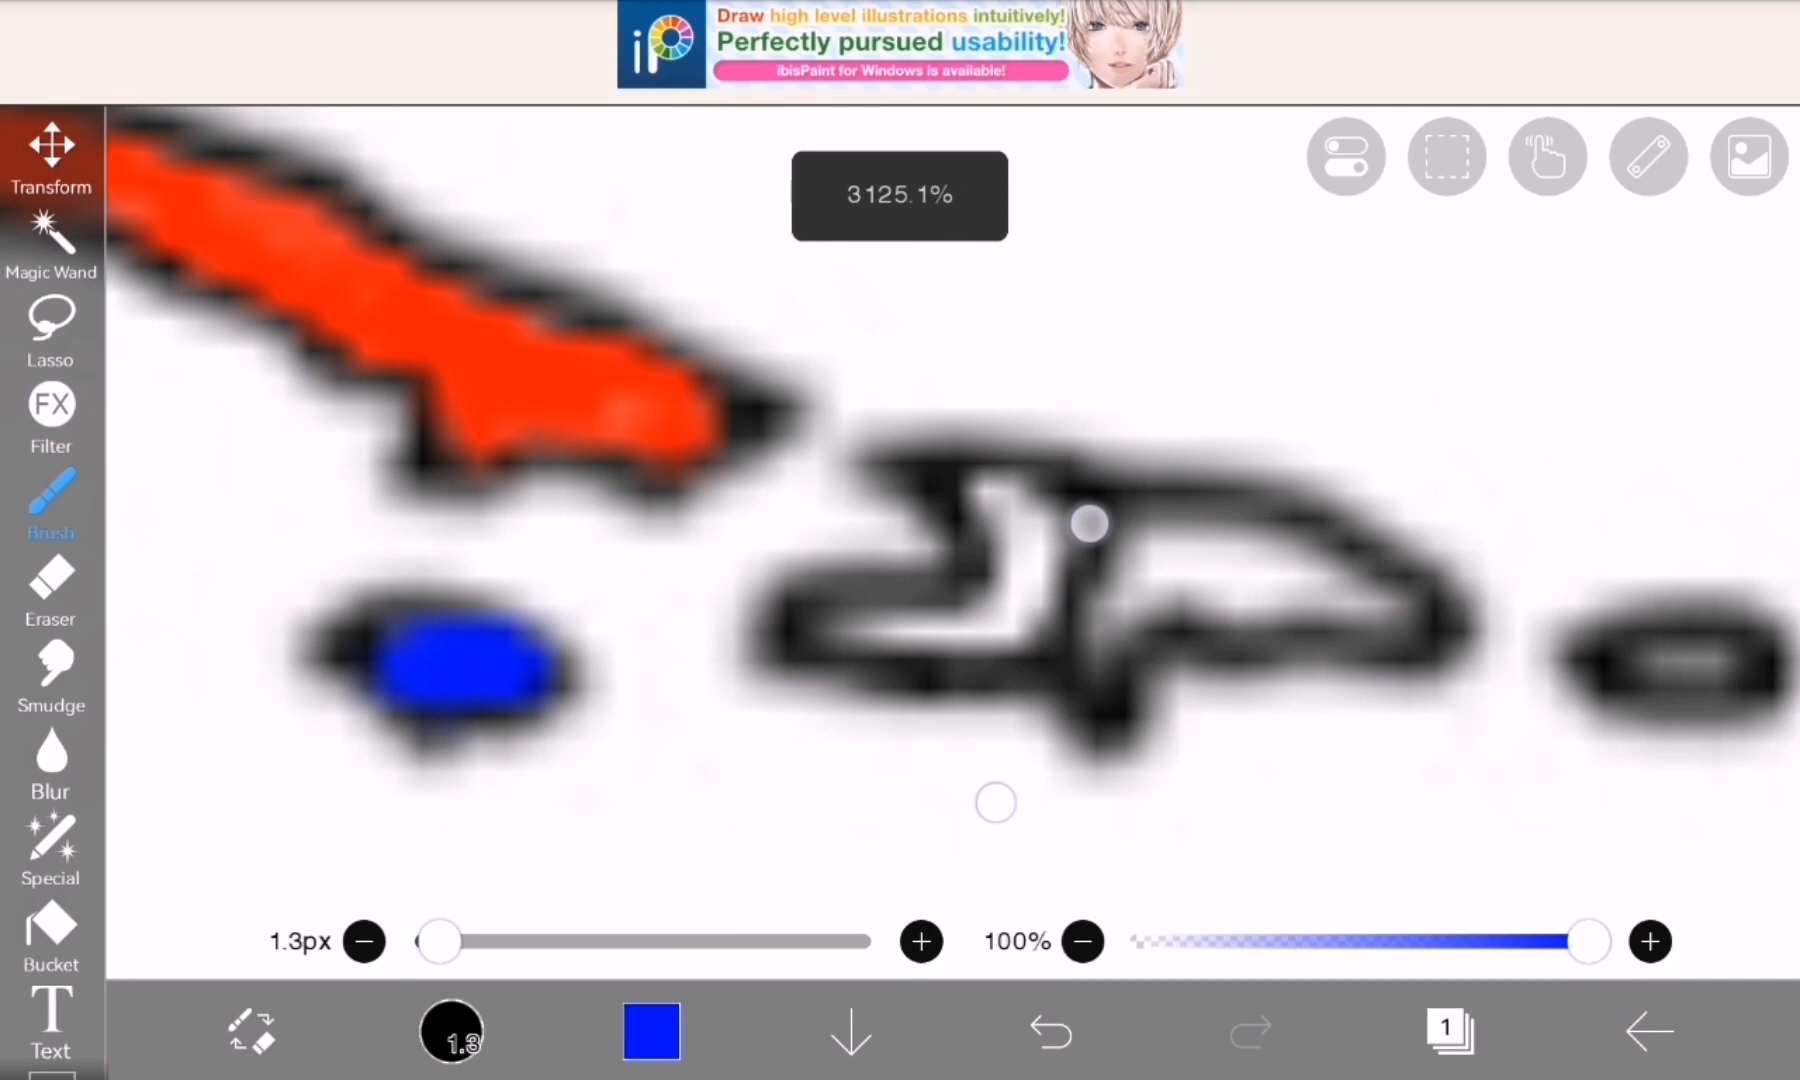 iP
Draw high level illustrations intuitively!
Perfectly pursued usability!
ibisPaint for Windows is available!
3125.1%
Transform
Magic Wand
Lasso
FX
Filter
Brush
Eraser
Smudge
Blur
Special
Bucket
T
Text
1.3px
100%
1.3
1